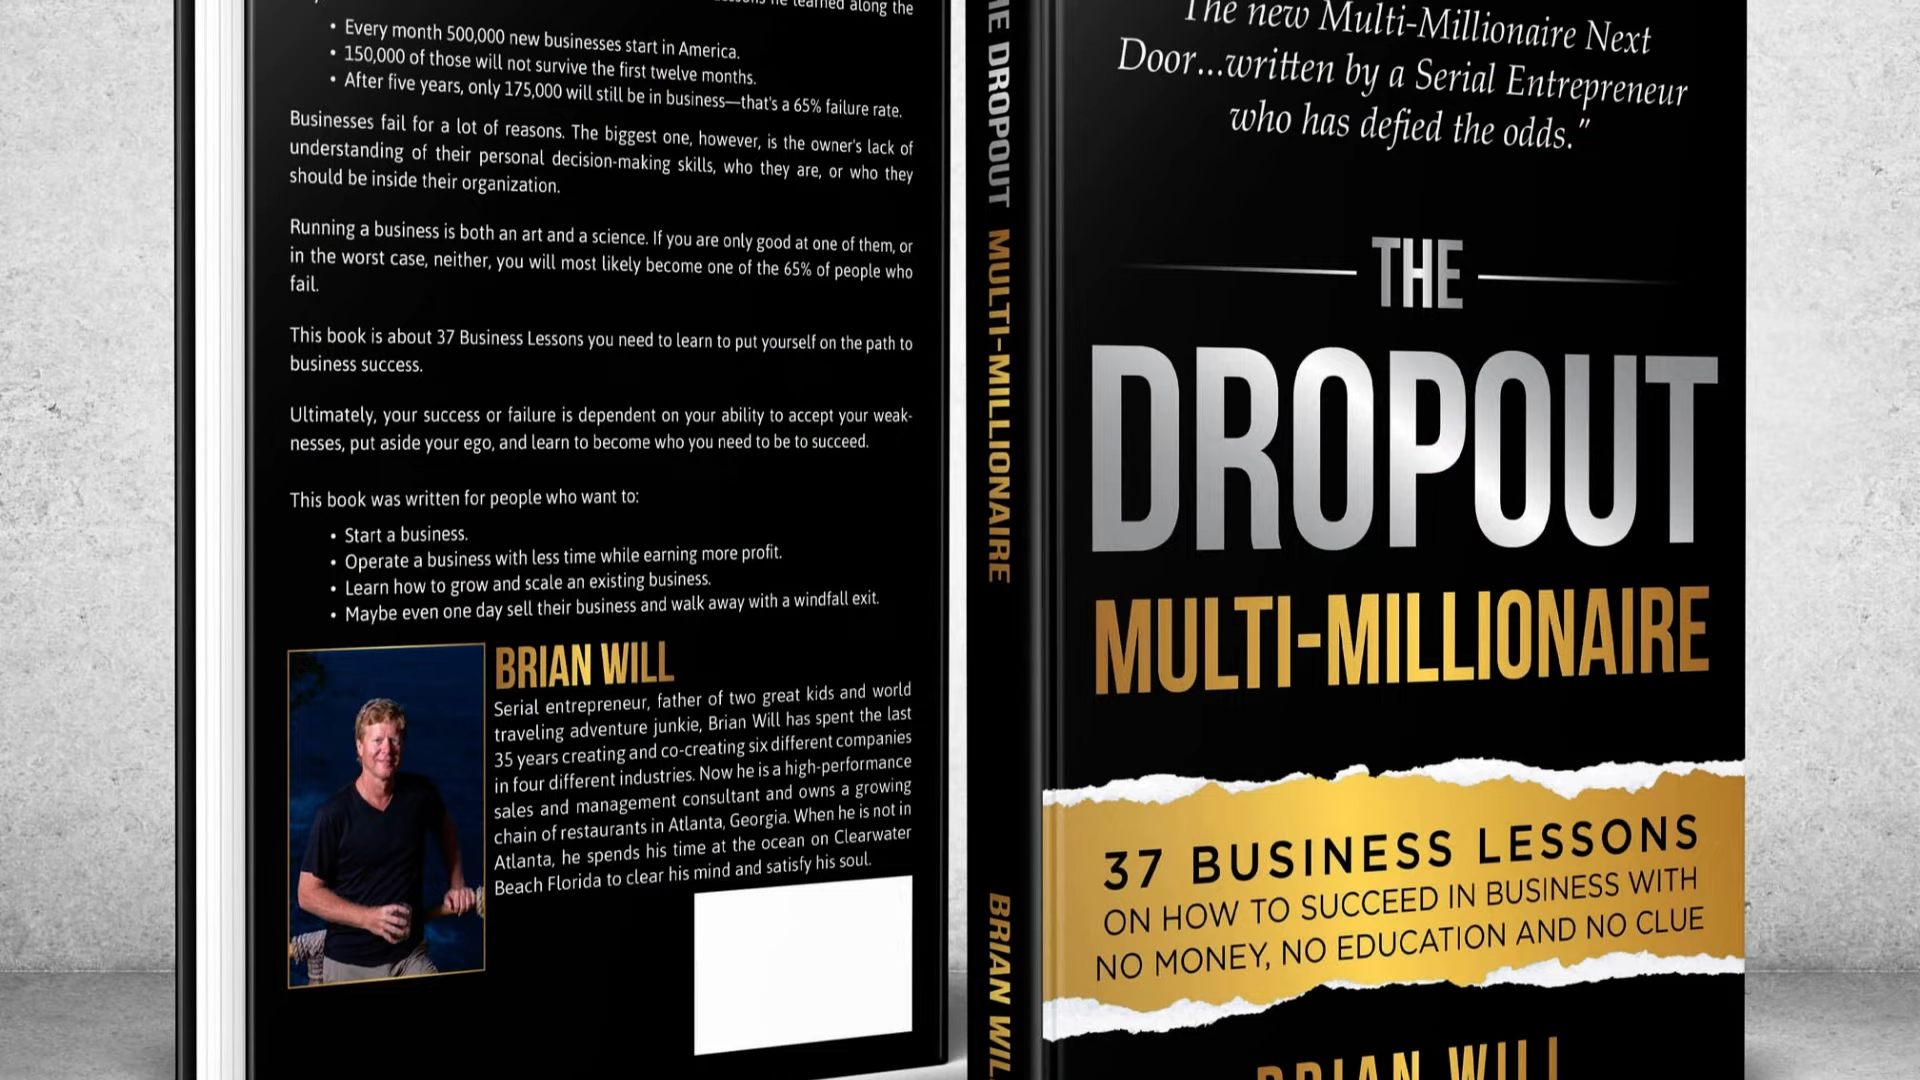 learned along the
• Every month 500,000 new businesses start in America.
• 150,000 of those will not survive the first twelve months.
• After five years, only 175,000 will still be in business—that's a 65% failure rate.
Businesses fail for a lot of reasons. The biggest one, however, is the owner's lack of
understanding of their personal decision-making skills, who they are, or who they
should be inside their organization.
Running a business is both an art and a science. If you are only good at one of them, or
in the worst case, neither, you will most likely become one of the 65% of people who
fail.
This book is about 37 Business Lessons you need to learn to put yourself on the path to
business success.
Ultimately, your success or failure is dependent on your ability to accept your weak-
nesses, put aside your ego, and learn to become who you need to be to succeed.
This book was written for people who want to:
• Start a business.
• Operate a business with less time while earning more profit.
• Learn how to grow and scale an existing business.
• Maybe even one day sell their business and walk away with a windfall exit.
BRIAN WILL
Serial entrepreneur, father of two great kids and world
traveling adventure junkie, Brian Will has spent the last
35 years creating and co-creating six different companies
in four different industries. Now he is a high-performance
sales and management consultant and owns a growing
chain of restaurants in Atlanta, Georgia. When he is not in
Atlanta, he spends his time at the ocean on Clearwater
Beach Florida to clear his mind and satisfy his soul.
DROPOUT MULTI-MILLIONAIRE
BRIAN WIL
The new Multi-Millionaire Next
Door...written by a Serial Entrepreneur
who has defied the odds."
THE
DROPOUT
MULTI-MILLIONAIRE
37 BUSINESS LESSONS
ON HOW TO SUCCEED IN BUSINESS WITH
NO MONEY, NO EDUCATION AND NO CLUE
BRIAN WILL